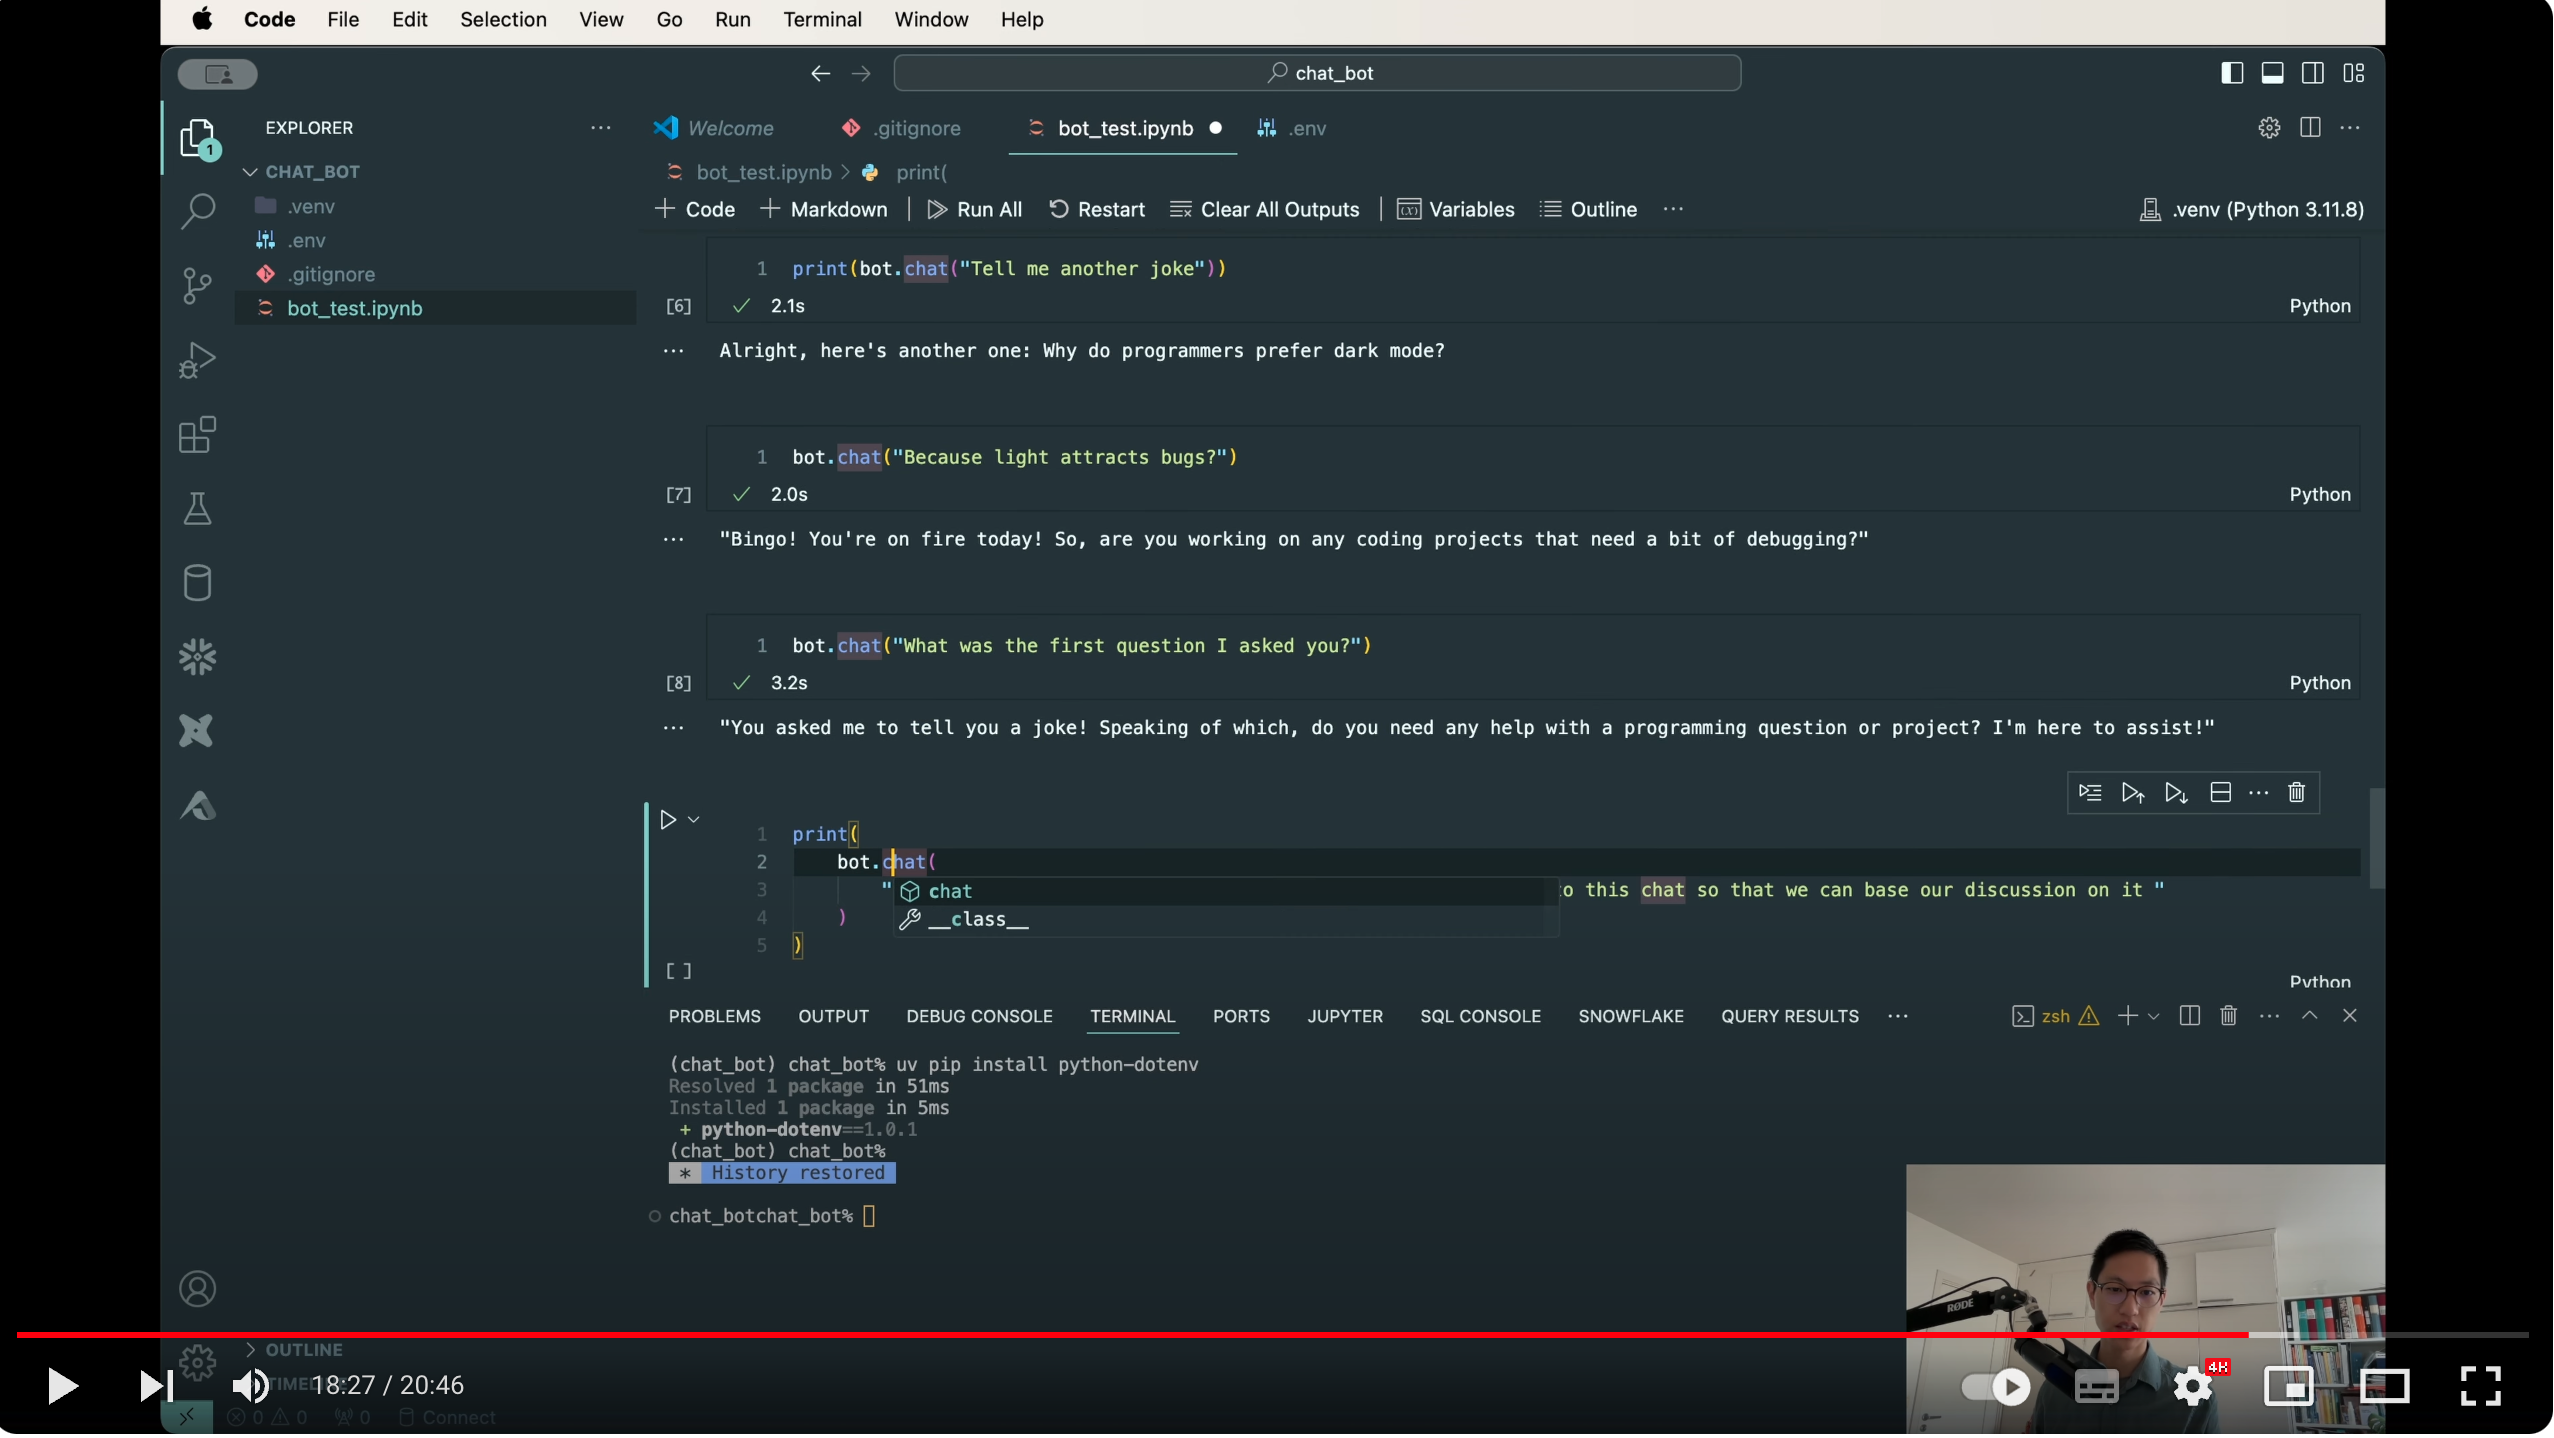 Code File Edit Selection View Go Run Terminal Window Help
chat_bot
EXPLORER
Welcome .gitignore bot_test.ipynb .env
1
CHAT_BOT
bot_test.ipynb > print(
.venv
Code Markdown Run All Restart Clear All Outputs Variables Outline .venv (Python 3.11.8)
.env
.gitignore
bot_test.ipynb
1 print(bot.chat("Tell me another joke"))
[6] 2.1s Python
Alright, here's another one: Why do programmers prefer dark mode?
1 bot.chat("Because light attracts bugs?")
[7] 2.0s Python
"Bingo! You're on fire today! So, are you working on any coding projects that need a bit of debugging?"
1 bot.chat("What was the first question I asked you?")
[8] 3.2s Python
"You asked me to tell you a joke! Speaking of which, do you need any help with a programming question or project? I'm here to assist!"
1 print(
2 bot.chat(
3 " chat this chat so that we can base our discussion on it "
4 ) __class__
5 )
[ ] Python
PROBLEMS OUTPUT DEBUG CONSOLE TERMINAL PORTS JUPYTER SQL CONSOLE SNOWFLAKE QUERY RESULTS zsh
(chat_bot) chat_bot% uv pip install python-dotenv
Resolved 1 package in 51ms
Installed 1 package in 5ms
+ python-dotenv==1.0.1
(chat_bot) chat_bot%
* History restored
chat_botchat_bot%
RØDE
OUTLINE
TIMELINE
18:27 / 20:46
4K
0 0 0 Connect